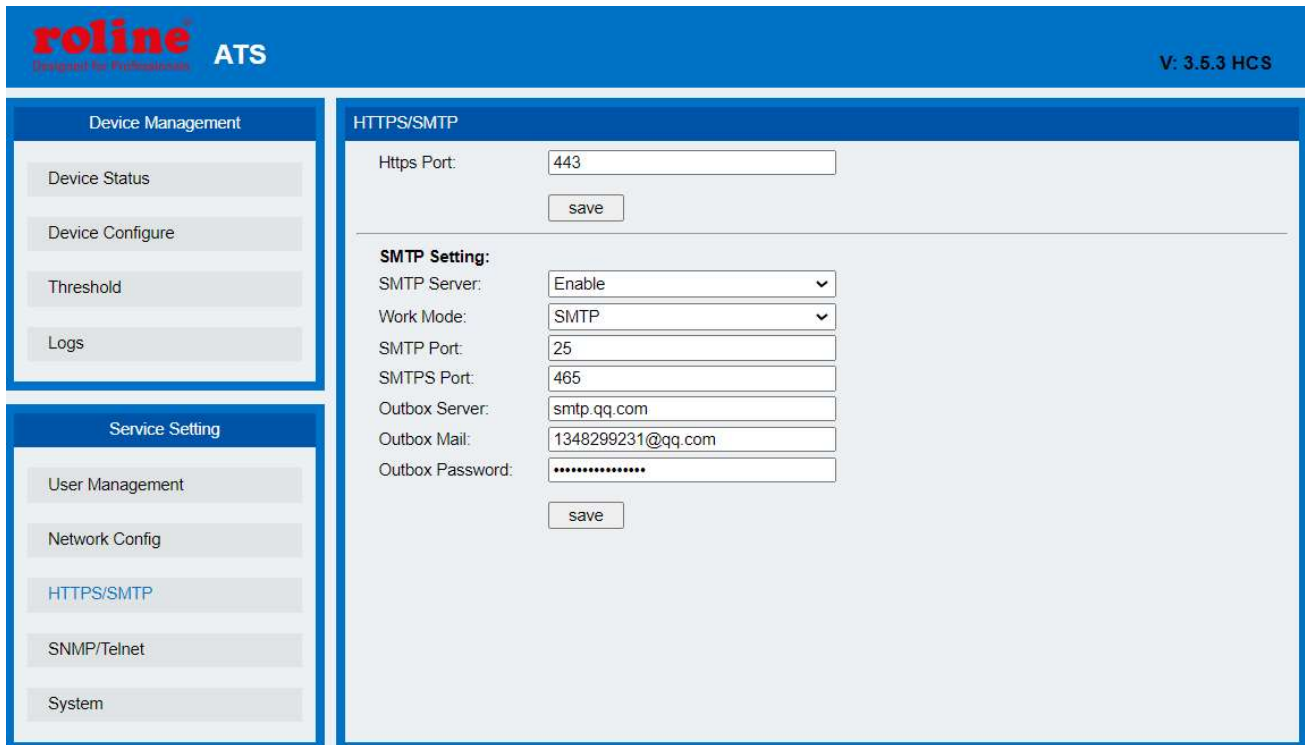 roline
Designed for Professionals
ATS
V: 3.5.3 HCS
Device Management
Device Status
Device Configure
Threshold
Logs
Service Setting
User Management
Network Config
HTTPS/SMTP
SNMP/Telnet
System
HTTPS/SMTP
Https Port: 443
save
SMTP Setting:
SMTP Server: Enable
Work Mode: SMTP
SMTP Port: 25
SMTPS Port: 465
Outbox Server: smtp.qq.com
Outbox Mail: 1348299231@qq.com
Outbox Password: ••••••••••••••••
save